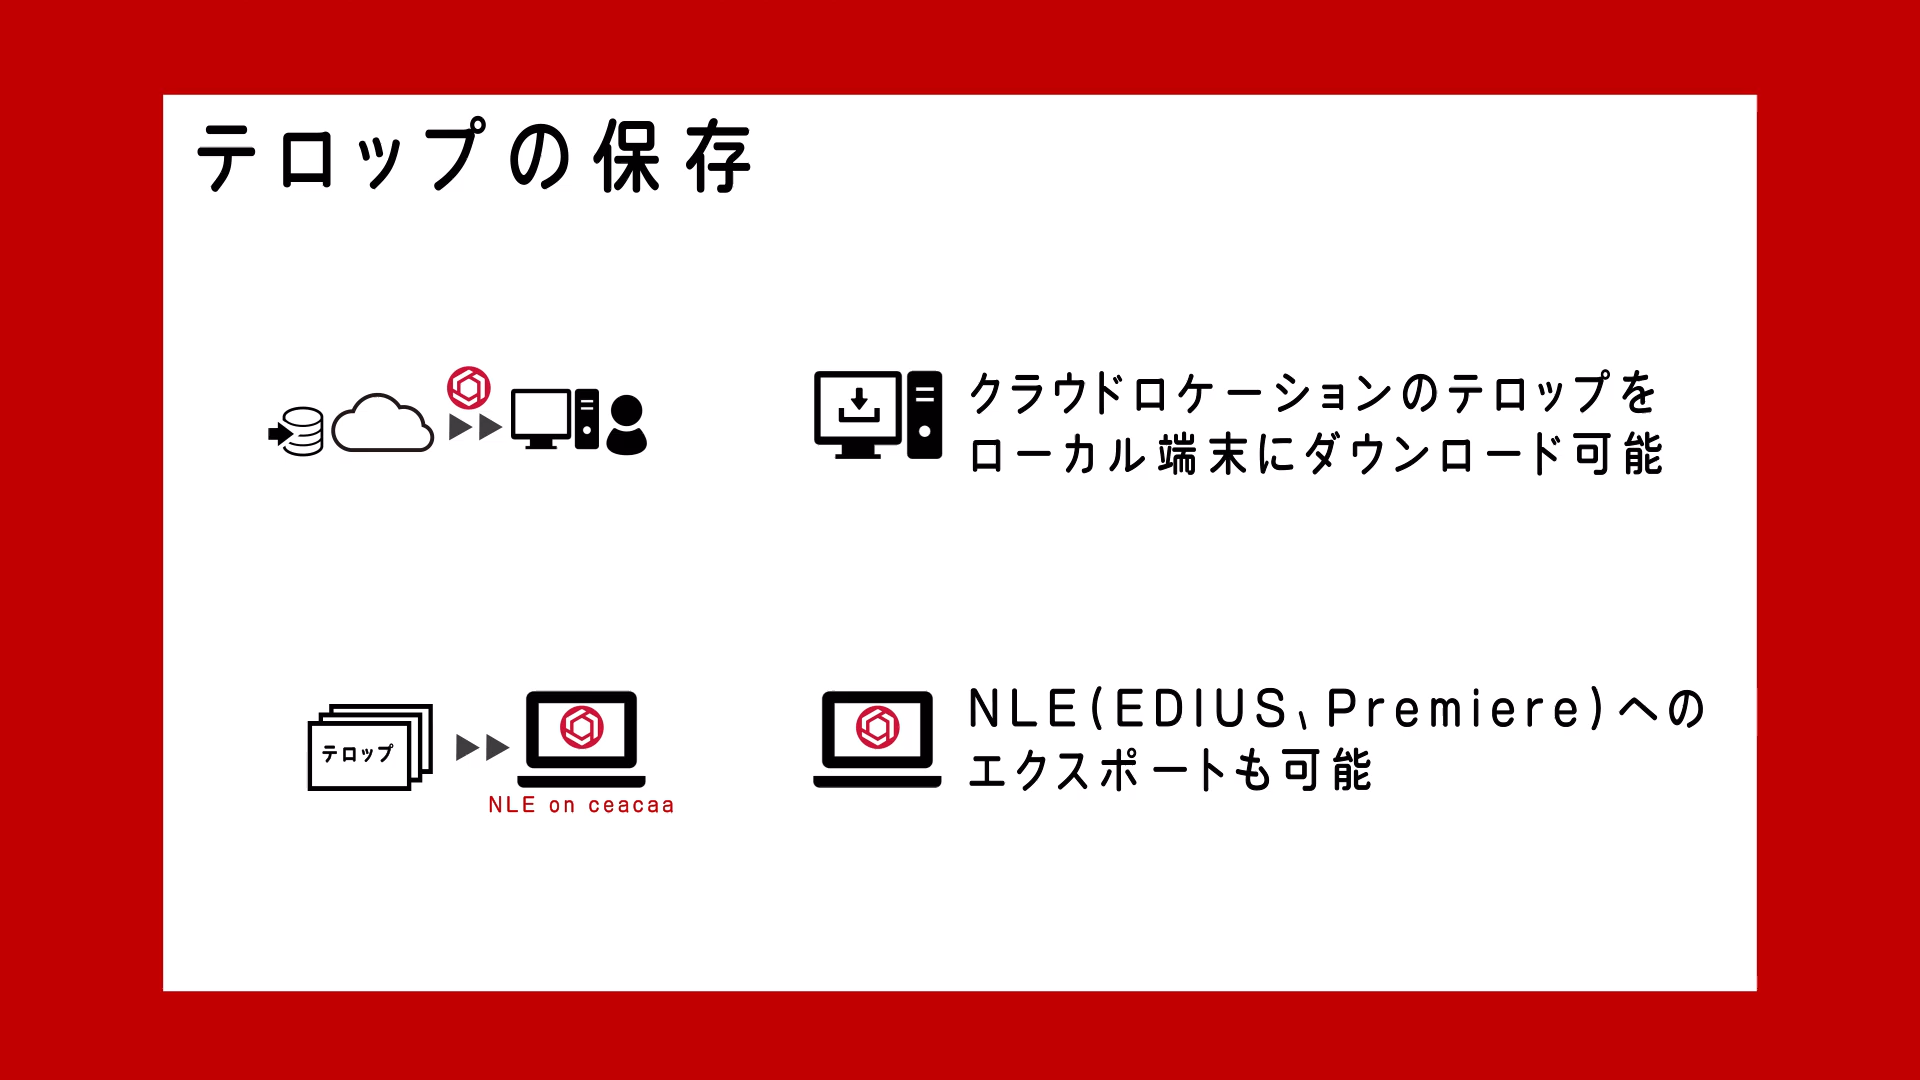 テロップの保存
クラウドロケーションのテロップを
ローカル端末にダウンロード可能
テロップ
NLE on ceacaa
NLE(EDIUS、Premiere)への
エクスポートも可能